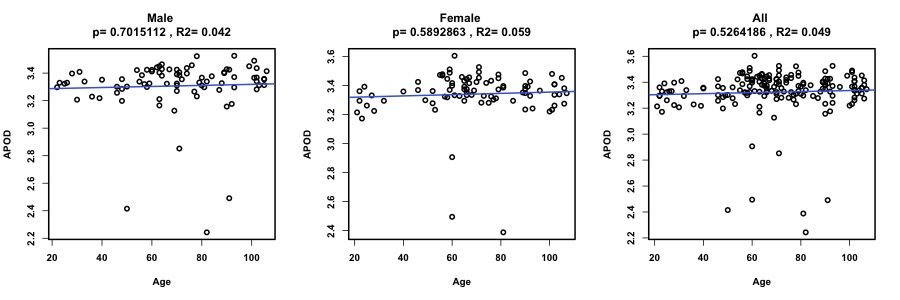 Male
p= 0.7015112 , R2= 0.042
APOD
3.4
3.2
3.0
2.8
2.6
2.4
2.2
20 40 60 80 100
Age
Female
p= 0.5892863 , R2= 0.059
APOD
3.6
3.4
3.2
3.0
2.8
2.6
2.4
20 40 60 80 100
Age
All
p= 0.5264186 , R2= 0.049
APOD
3.6
3.4
3.2
3.0
2.8
2.6
2.4
2.2
20 40 60 80 100
Age